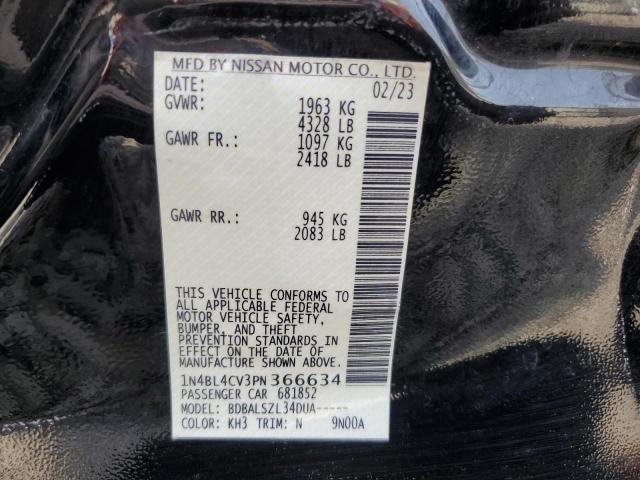 MFD BY NISSAN MOTOR CO., LTD.
DATE: 02/23
GVWR: 1963 KG
4328 LB
GAWR FR.: 1097 KG
2418 LB
GAWR RR.: 945 KG
2083 LB
THIS VEHICLE CONFORMS TO
ALL APPLICABLE FEDERAL
MOTOR VEHICLE SAFETY,
BUMPER, AND THEFT
PREVENTION STANDARDS IN
EFFECT ON THE DATE OF
MANUFACTURE SHOWN ABOVE.
1N4BL4CV3PN366634
PASSENGER CAR 681852
MODEL: BDBALSZL34DUA-----
COLOR: KH3 TRIM: N 9N00A